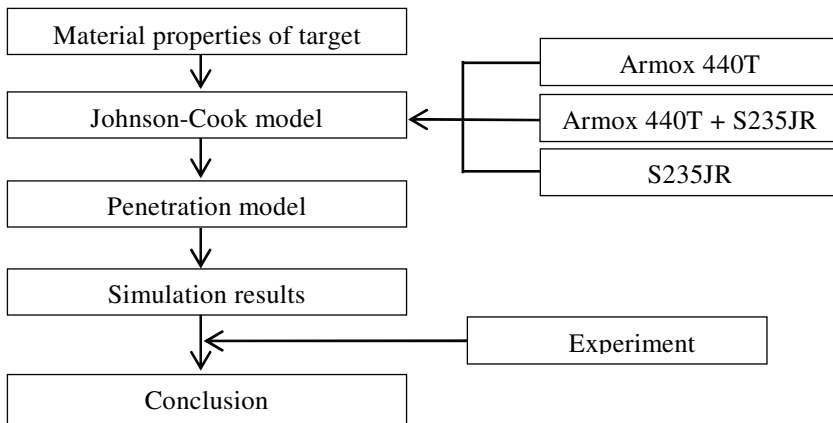 Material properties of target
Armox 440T
Johnson-Cook model
Armox 440T + S235JR
S235JR
Penetration model
Simulation results
Experiment
Conclusion